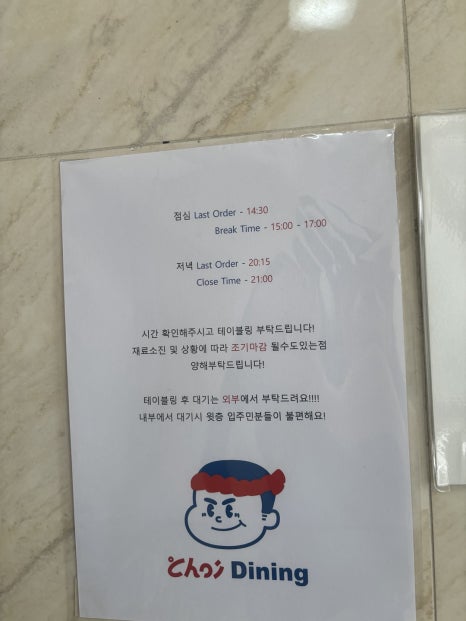 점심 Last Order - 14:30
Break Time - 15:00 - 17:00
저녁 Last Order - 20:15
Close Time - 21:00
시간 확인해주시고 테이블링 부탁드립니다!
재료소진 및 상황에 따라 조기마감 될수도있는점
양해부탁드립니다!
테이블링 후 대기는 외부에서 부탁드려요!!!!
내부에서 대기시 윗층 입주민분들이 불편해요!
Dining